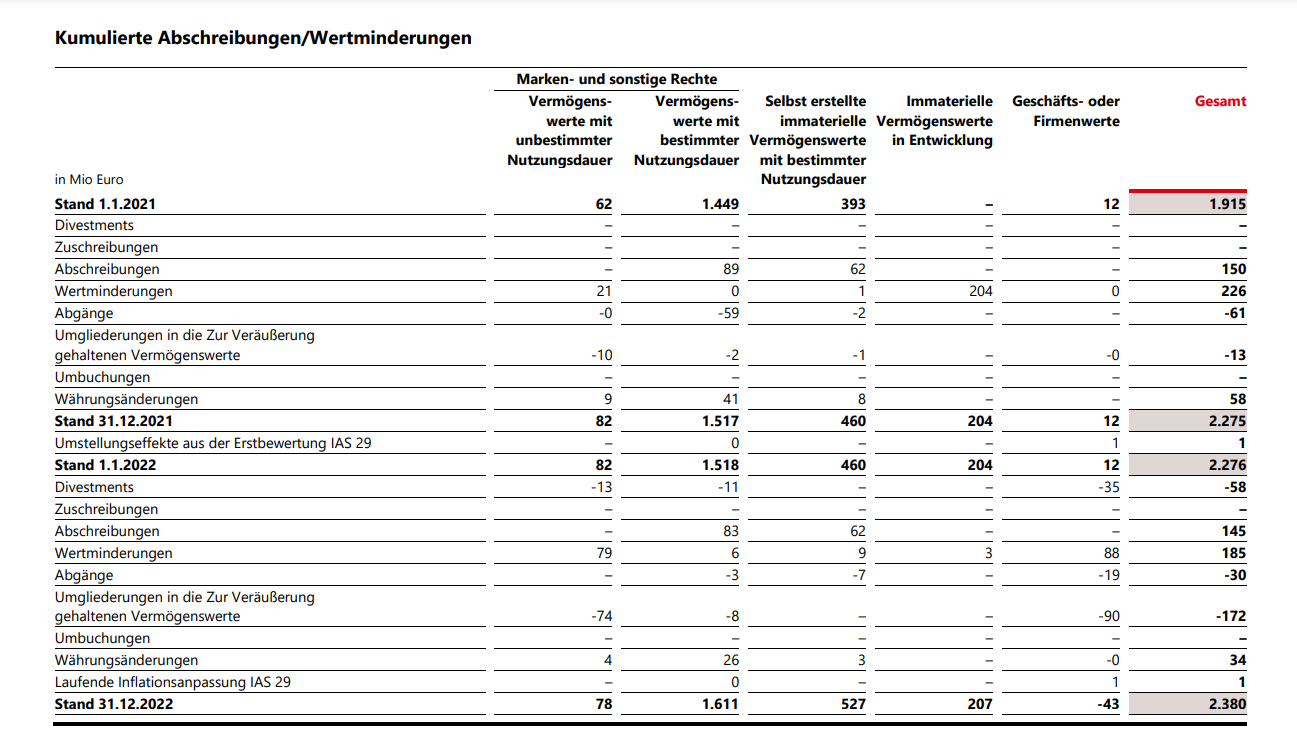 Kumulierte Abschreibungen/Wertminderungen
Marken- und sonstige Rechte
Vermögens- Vermögens- Selbst erstellte Immaterielle Geschäfts- oder Gesamt
werte mit werte mit immaterielle Vermögenswerte Firmenwerte
unbestimmter bestimmter Vermögenswerte in Entwicklung
Nutzungsdauer Nutzungsdauer mit bestimmter
in Mio Euro Nutzungsdauer
Stand 1.1.2021 62 1.449 393 – 12 1.915
Divestments – – – – – –
Zuschreibungen – – – – – –
Abschreibungen – 89 62 – – 150
Wertminderungen 21 0 1 204 0 226
Abgänge -0 -59 -2 – – -61
Umgliederungen in die Zur Veräußerung
gehaltenen Vermögenswerte -10 -2 -1 – -0 -13
Umbuchungen – – – – – –
Währungsänderungen 9 41 8 – – 58
Stand 31.12.2021 82 1.517 460 204 12 2.275
Umstellungseffekte aus der Erstbewertung IAS 29 – 0 – – 1 1
Stand 1.1.2022 82 1.518 460 204 12 2.276
Divestments -13 -11 – – -35 -58
Zuschreibungen – – – – – –
Abschreibungen – 83 62 – – 145
Wertminderungen 79 6 9 3 88 185
Abgänge – -3 -7 – -19 -30
Umgliederungen in die Zur Veräußerung
gehaltenen Vermögenswerte -74 -8 – – -90 -172
Umbuchungen – – – – – –
Währungsänderungen 4 26 3 – -0 34
Laufende Inflationsanpassung IAS 29 – 0 – – 1 1
Stand 31.12.2022 78 1.611 527 207 -43 2.380